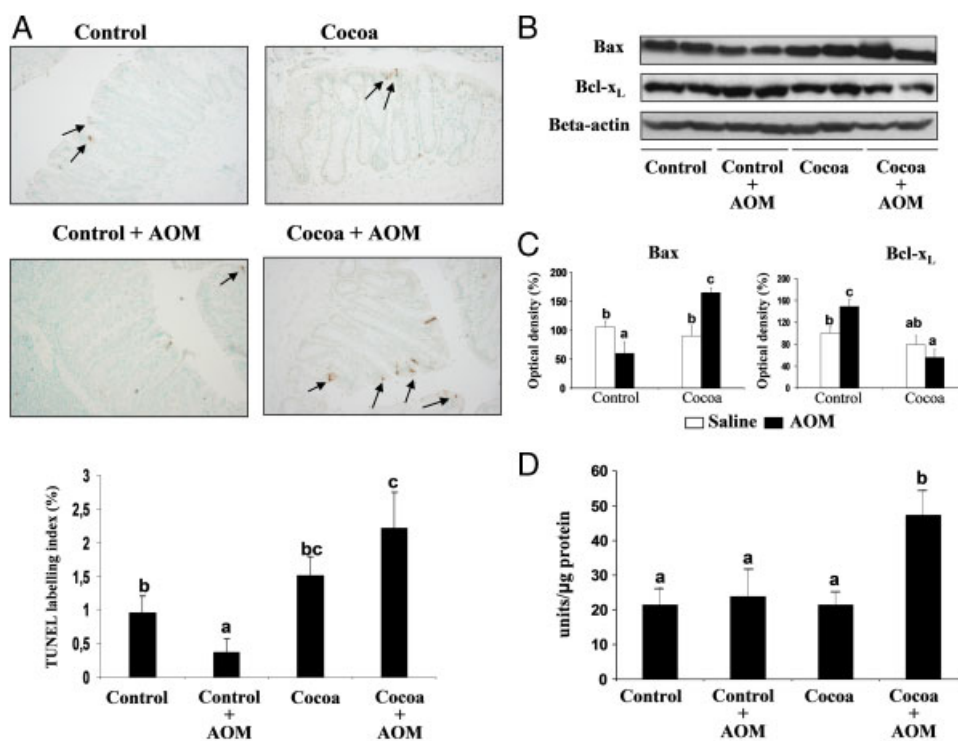 A
Control
Cocoa
Control + AOM
Cocoa + AOM
TUNEL labelling index (%)
3
2,5
2
1,5
1
0,5
0
b
a
bc
c
Control
Control
+
AOM
Cocoa
Cocoa
+
AOM
B
Bax
Bcl-xL
Beta-actin
Control
Control
+
AOM
Cocoa
Cocoa
+
AOM
C
Bax
Optical density (%)
200
150
100
50
0
b
a
b
c
Control
Cocoa
Bcl-xL
Optical density (%)
200
160
120
80
40
0
b
c
ab
a
Control
Cocoa
Saline
AOM
D
units/µg protein
60
50
40
30
20
10
0
a
a
a
b
Control
Control
+
AOM
Cocoa
Cocoa
+
AOM